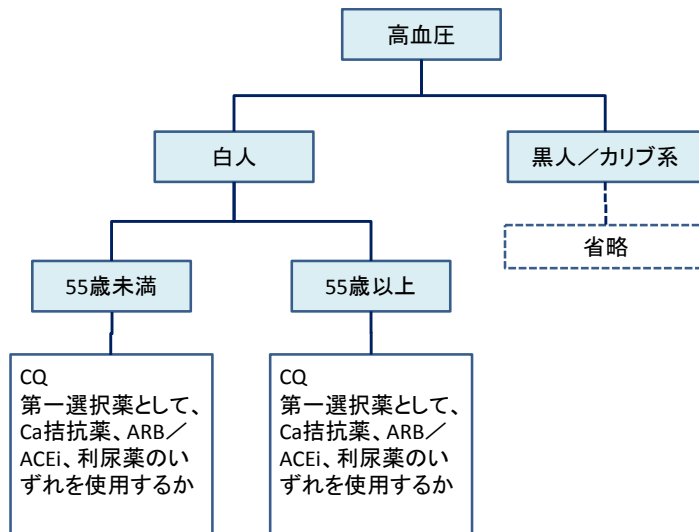 高血圧
白人
黒人／カリブ系
省略
55歳未満
55歳以上
CQ
第一選択薬として、
Ca拮抗薬、ARB／
ACEi、利尿薬のい
ずれを使用するか
CQ
第一選択薬として、
Ca拮抗薬、ARB／
ACEi、利尿薬のい
ずれを使用するか